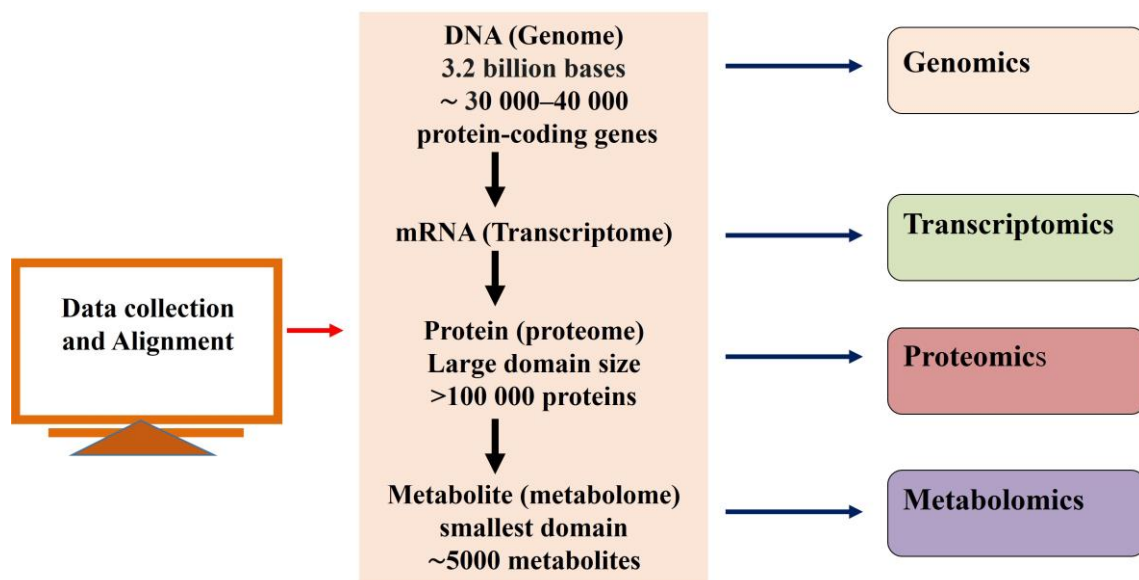 Data collection
and Alignment
DNA (Genome)
3.2 billion bases
~ 30 000–40 000
protein-coding genes
mRNA (Transcriptome)
Protein (proteome)
Large domain size
>100 000 proteins
Metabolite (metabolome)
smallest domain
~5000 metabolites
Genomics
Transcriptomics
Proteomics
Metabolomics